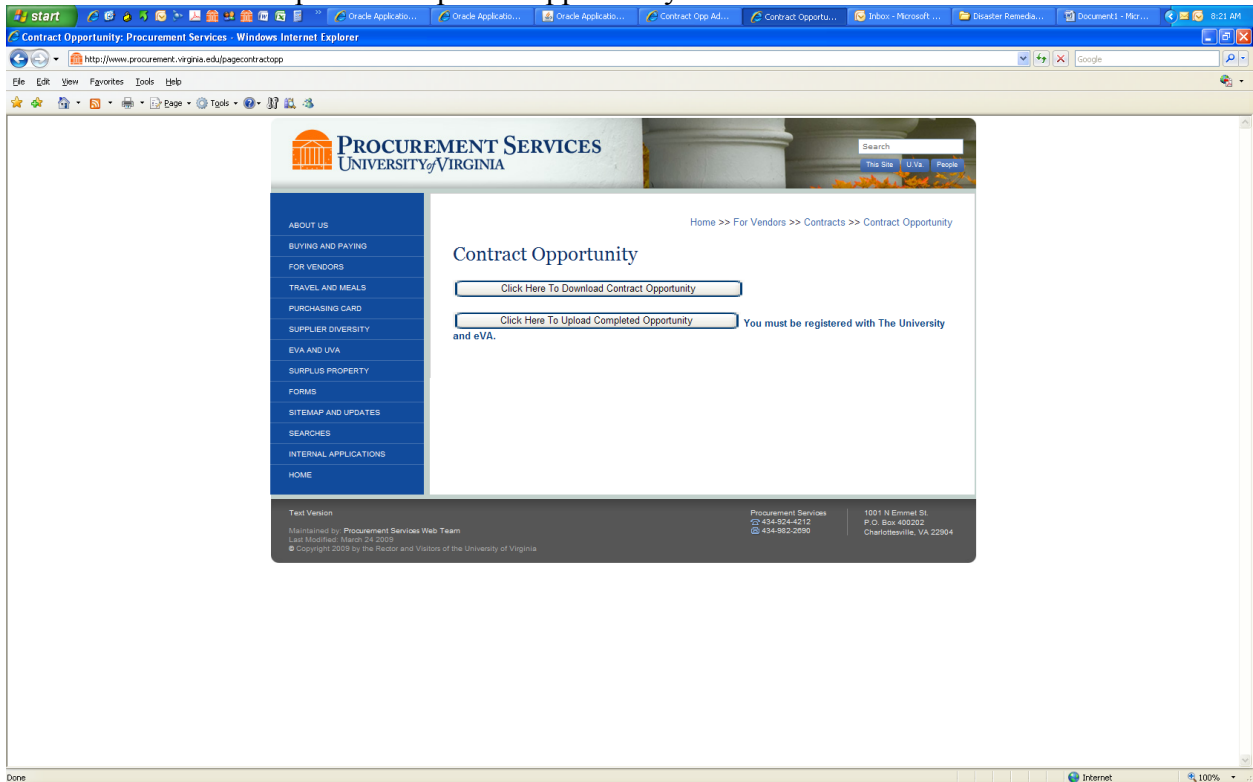 start
Oracle Applicatio...
Oracle Applicatio...
Oracle Applicatio...
Contract Opp Ad...
Contract Opportu...
Inbox - Microsoft ...
Disaster Remedia...
Document1 - Micr...
8:21 AM
Contract Opportunity: Procurement Services - Windows Internet Explorer
http://www.procurement.virginia.edu/pagecontractopp
Google
File Edit View Favorites Tools Help
Page Tools
PROCUREMENT SERVICES
UNIVERSITY of VIRGINIA
Search
This Site U.Va. People
ABOUT US
BUYING AND PAYING
FOR VENDORS
TRAVEL AND MEALS
PURCHASING CARD
SUPPLIER DIVERSITY
EVA AND UVA
SURPLUS PROPERTY
FORMS
SITEMAP AND UPDATES
SEARCHES
INTERNAL APPLICATIONS
HOME
Home >> For Vendors >> Contracts >> Contract Opportunity
Contract Opportunity
Click Here To Download Contract Opportunity
Click Here To Upload Completed Opportunity You must be registered with The University
and eVA.
Text Version
Maintained by: Procurement Services Web Team
Last Modified: March 24 2009
© Copyright 2009 by the Rector and Visitors of the University of Virginia
Procurement Services
434-924-4212
434-982-2690
1001 N Emmet St.
P.O. Box 400202
Charlottesville, VA 22904
Done
Internet
100%